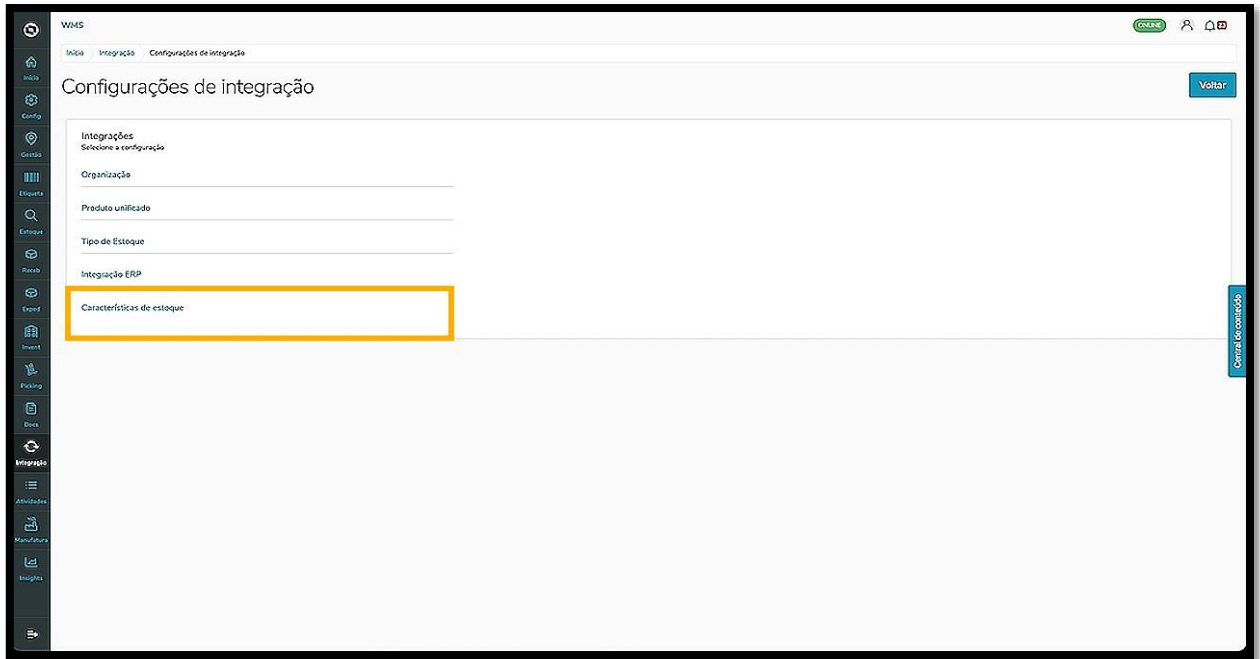 WMS
ONLINE
Início Integração Configurações de integração
Configurações de integração
Voltar
Integrações
Selecione a configuração
Organização
Produto unificado
Tipo de Estoque
Integração ERP
Características de estoque
Central de conteúdo
Início
Config
Gestão
Etiqueta
Estoque
Receb
Exped
Invent
Picking
Docs
Integração
Atividades
Manufatura
Insights